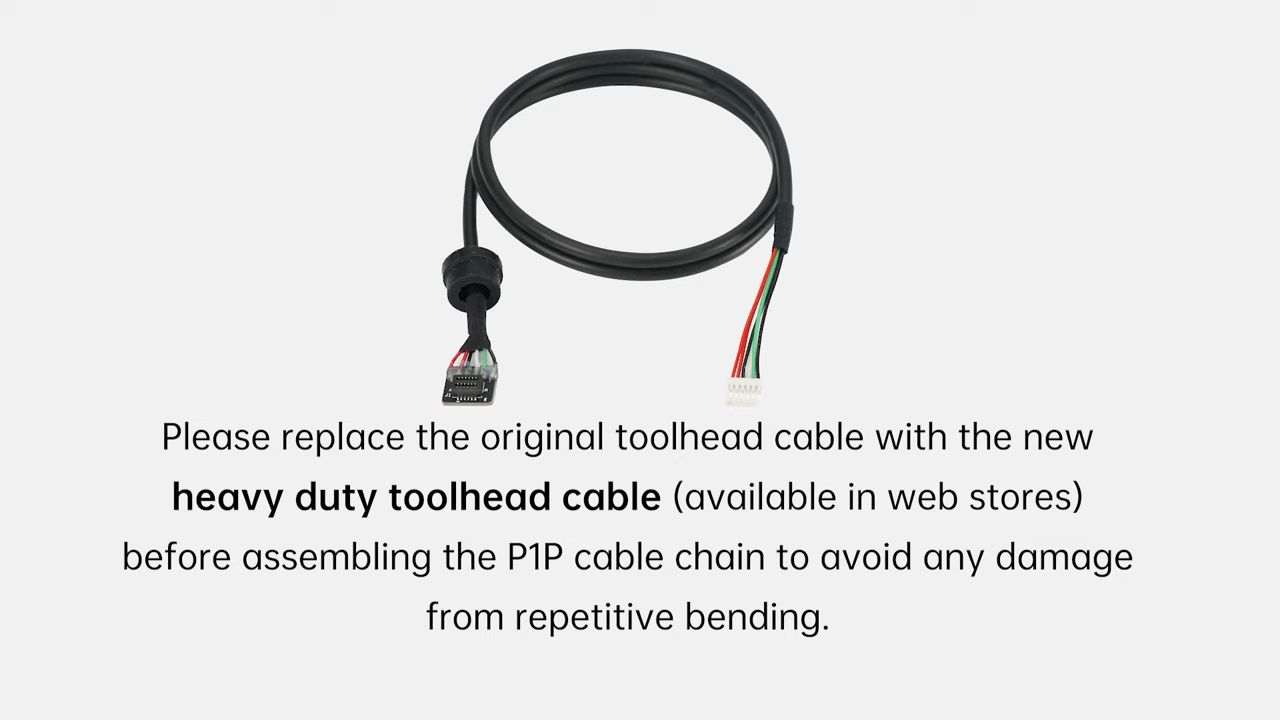 Please replace the original toolhead cable with the new
heavy duty toolhead cable (available in web stores)
before assembling the P1P cable chain to avoid any damage
from repetitive bending.